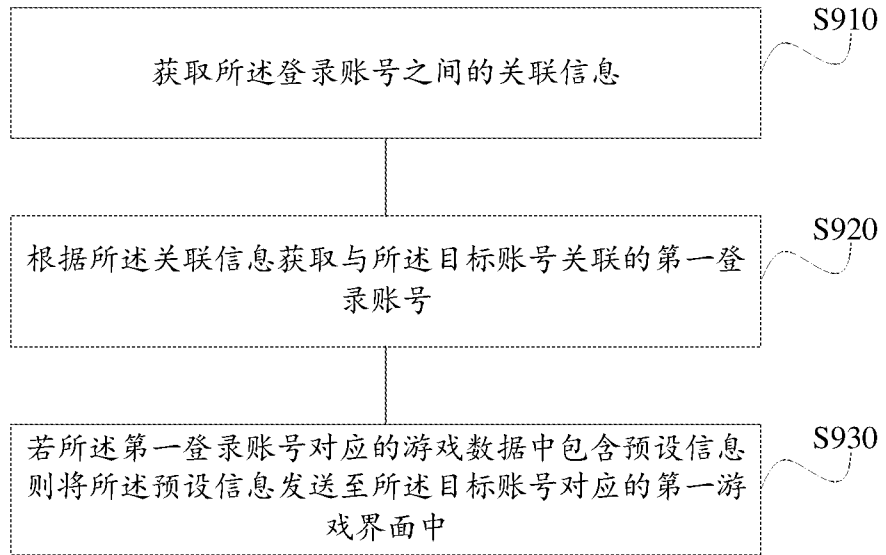 S910
获取所述登录账号之间的关联信息
S920
根据所述关联信息获取与所述目标账号关联的第一登
录账号
S930
若所述第一登录账号对应的游戏数据中包含预设信息
则将所述预设信息发送至所述目标账号对应的第一游
戏界面中